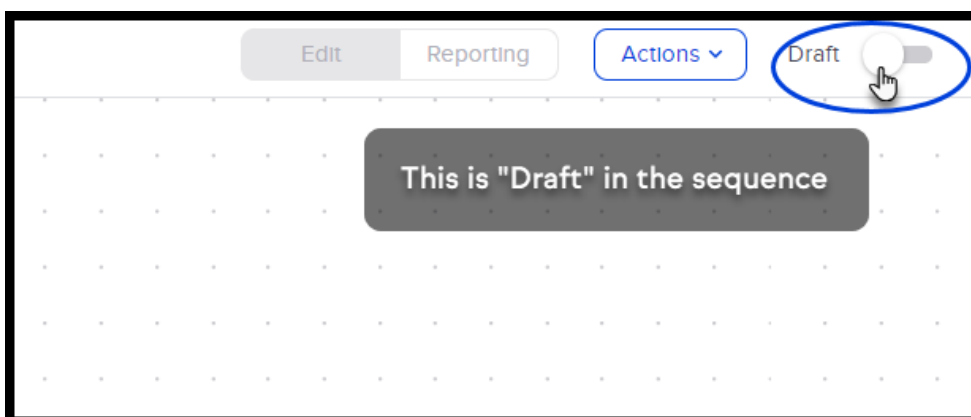 Edit Reporting Actions Draft
This is "Draft" in the sequence